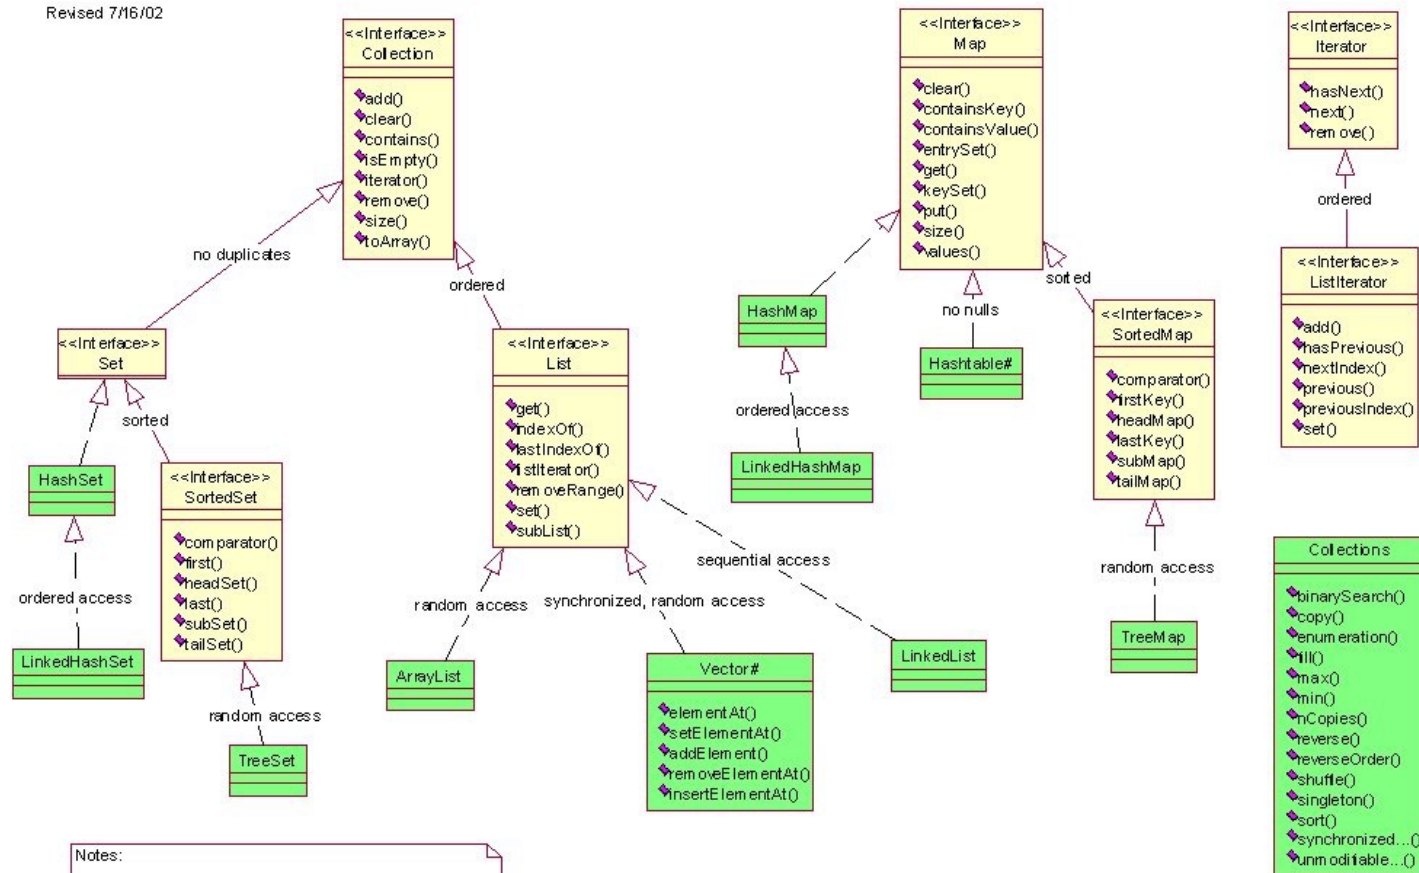 Revised 7/16/02
<<Interface>>
Collection
add()
clear()
contains()
isEmpty()
iterator()
remove()
size()
toArray()
<<Interface>>
Map
clear()
containsKey()
containsValue()
entrySet()
get()
keySet()
put()
size()
values()
<<Interface>>
Iterator
hasNext()
next()
remove()
no duplicates
ordered
sorted
ordered
<<Interface>>
Set
sorted
<<Interface>>
List
get()
indexOf()
lastIndexOf()
listIterator()
removeRange()
set()
subList()
HashMap
no nulls
Hashtable#
ordered access
LinkedHashMap
<<Interface>>
SortedMap
comparator()
firstKey()
headMap()
lastKey()
subMap()
tailMap()
<<Interface>>
ListIterator
add()
hasPrevious()
nextIndex()
previous()
previousIndex()
set()
HashSet
ordered access
LinkedHashSet
<<Interface>>
SortedSet
comparator()
first()
headSet()
last()
subSet()
tailSet()
random access
TreeSet
random access
ArrayList
synchronized, random access
Vector#
elementAt()
setElementAt()
addElement()
removeElementAt()
insertElementAt()
sequential access
LinkedList
random access
TreeMap
Collections
binarySearch()
copy()
enumeration()
fill()
max()
min()
nCopies()
reverse()
reverseOrder()
shuffle()
singleton()
sort()
synchronized...()
unmodifiable...()
Notes: